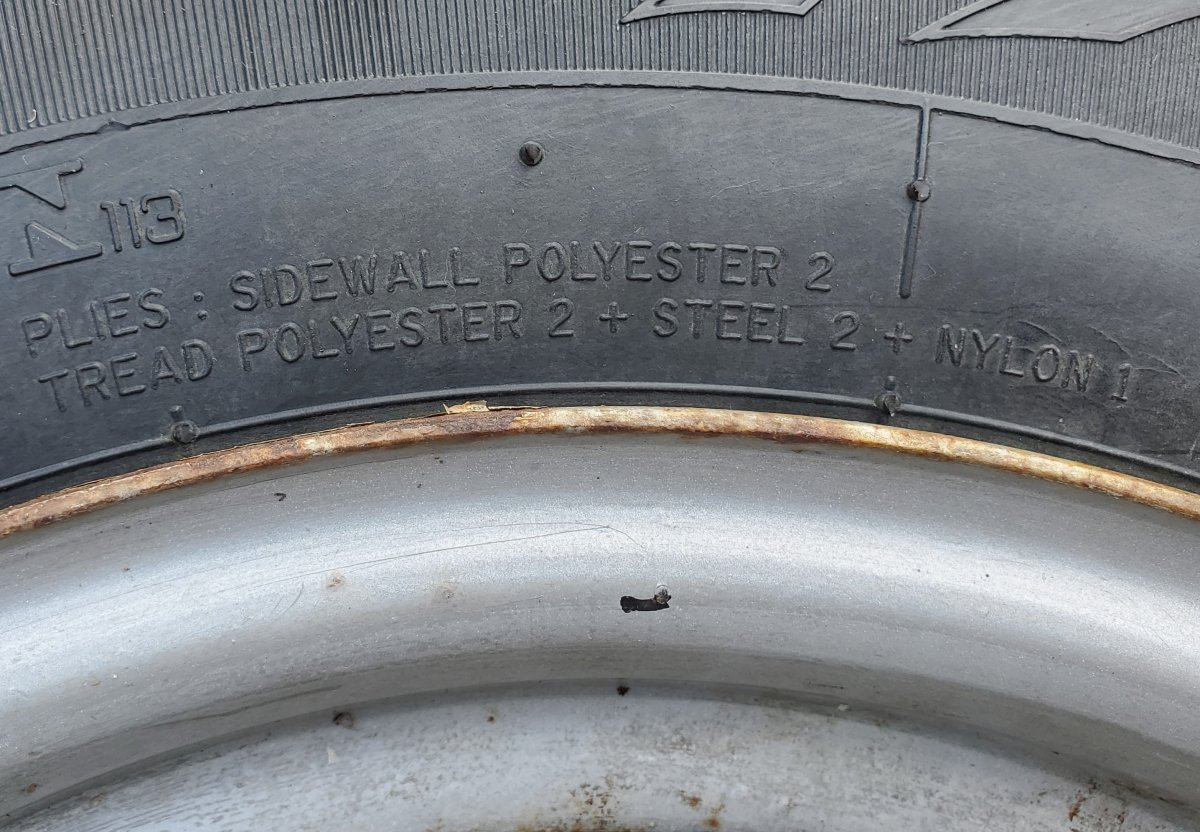 N 113
PLIES : SIDEWALL POLYESTER 2
TREAD POLYESTER 2 + STEEL 2 + NYLON 1